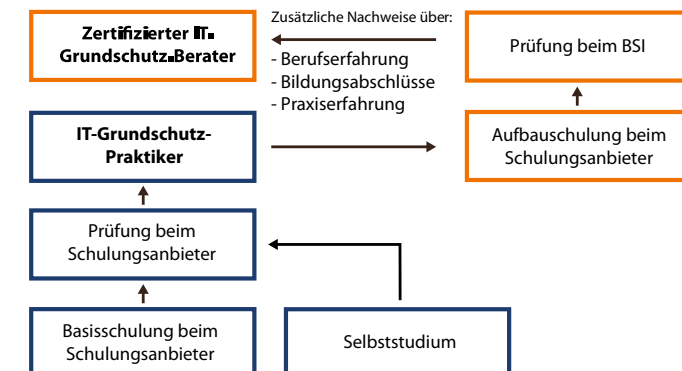 Zertifizierter IT-
Grundschutz-Berater
Zusätzliche Nachweise über:
- Berufserfahrung
- Bildungsabschlüsse
- Praxiserfahrung
Prüfung beim BSI
IT-Grundschutz-
Praktiker
Aufbauschulung beim
Schulungsanbieter
Prüfung beim
Schulungsanbieter
Basisschulung beim
Schulungsanbieter
Selbststudium